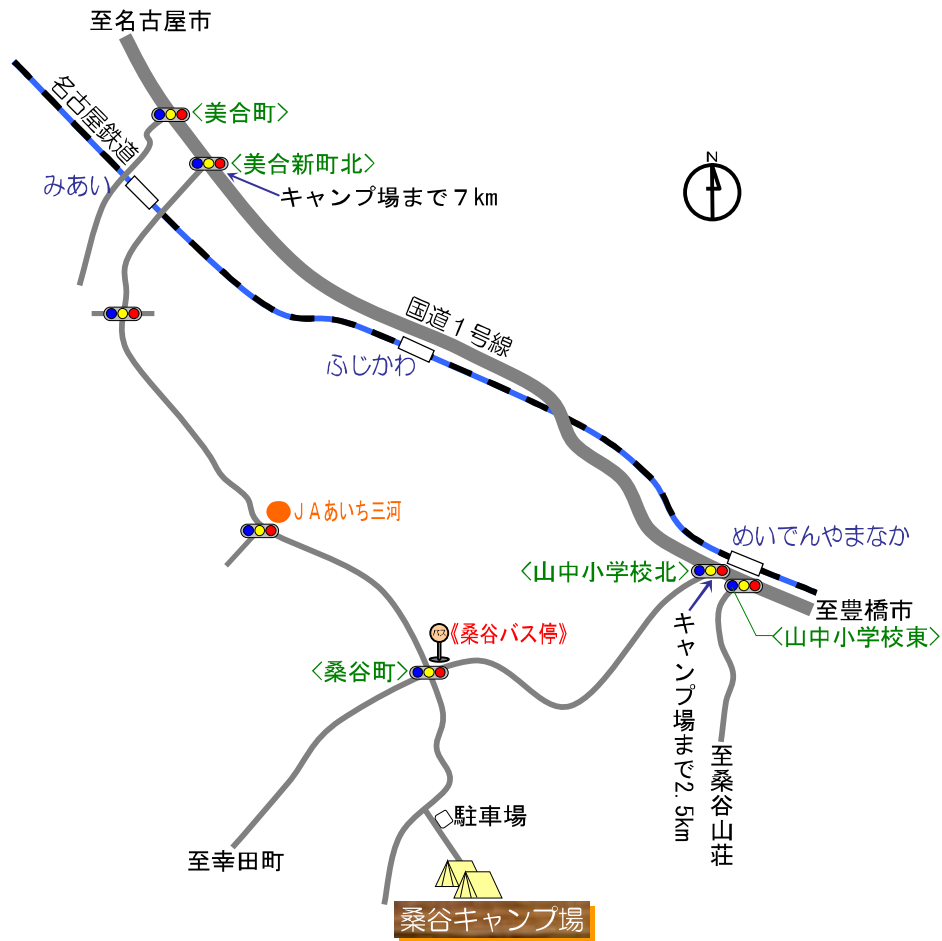 至名古屋市
名古屋鉄道
<美合町>
<美合新町北>
みあい
キャンプ場まで７km
N
国道１号線
ふじかわ
ＪＡあいち三河
めいでんやまなか
<山中小学校北>
至豊橋市
<山中小学校東>
キャンプ場まで2.5km
バス
《桑谷バス停》
<桑谷町>
至桑谷山荘
駐車場
至幸田町
桑谷キャンプ場